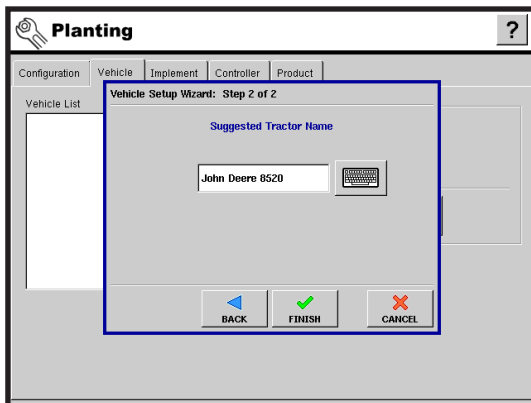 Planting
?
Configuration Vehicle Implement Controller Product
Vehicle List
Vehicle Setup Wizard: Step 2 of 2
Suggested Tractor Name
John Deere 8520
BACK FINISH CANCEL